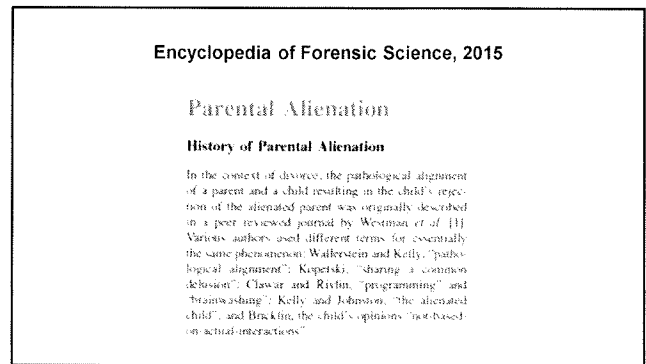 Encyclopedia of Forensic Science, 2015
Parental Alienation
History of Parental Alienation
In the context of divorce, the pathological alignment
of a parent and a child resulting in the child's rejec-
tion of the alienated parent was originally described
in a peer reviewed journal by Westman et al. [1]
Various authors used different terms for essentially
the same phenomenon: Wallerstein and Kelly, "patho-
logical alignment"; Kopetski, "sharing a common
delusion"; Clawar and Rivlin, "programming" and
"brainwashing"; Kelly and Johnston, "the alienated
child"; and Bricklin, the child's opinions "not-based-
on-actual-interactions"